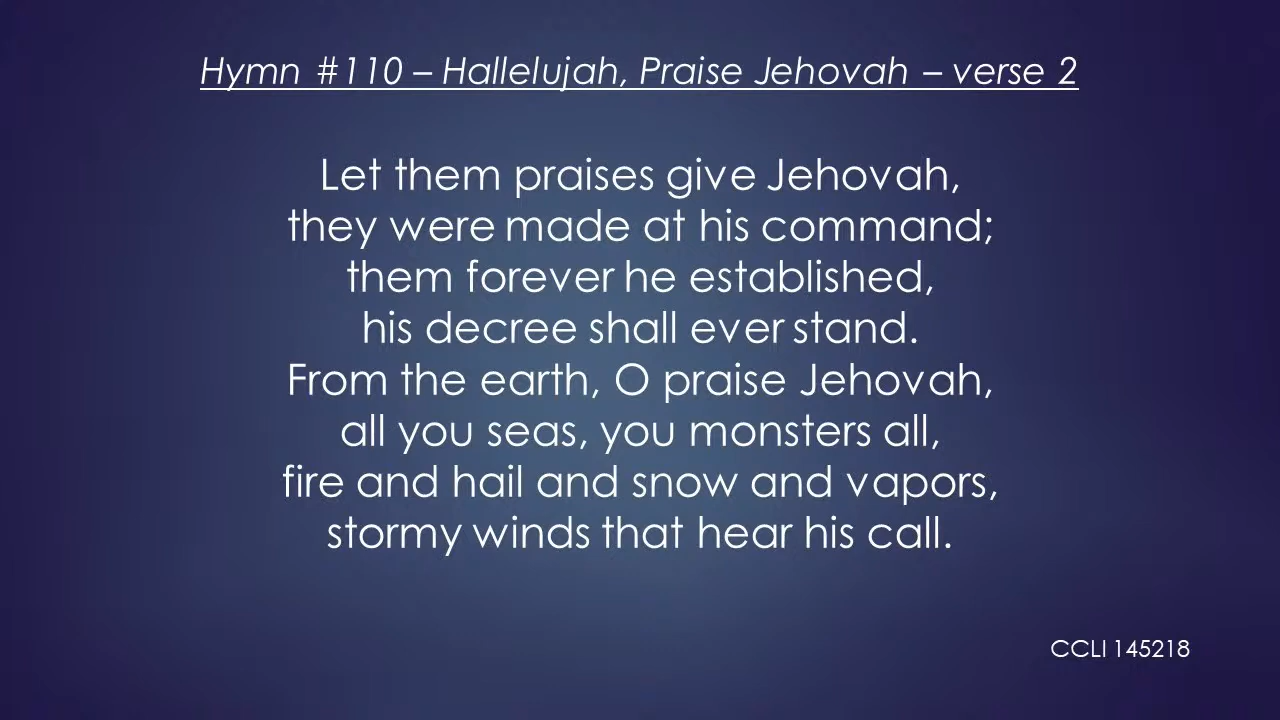 Hymn #110 – Hallelujah, Praise Jehovah – verse 2
Let them praises give Jehovah,
they were made at his command;
them forever he established,
his decree shall ever stand.
From the earth, O praise Jehovah,
all you seas, you monsters all,
fire and hail and snow and vapors,
stormy winds that hear his call.
CCLI 145218